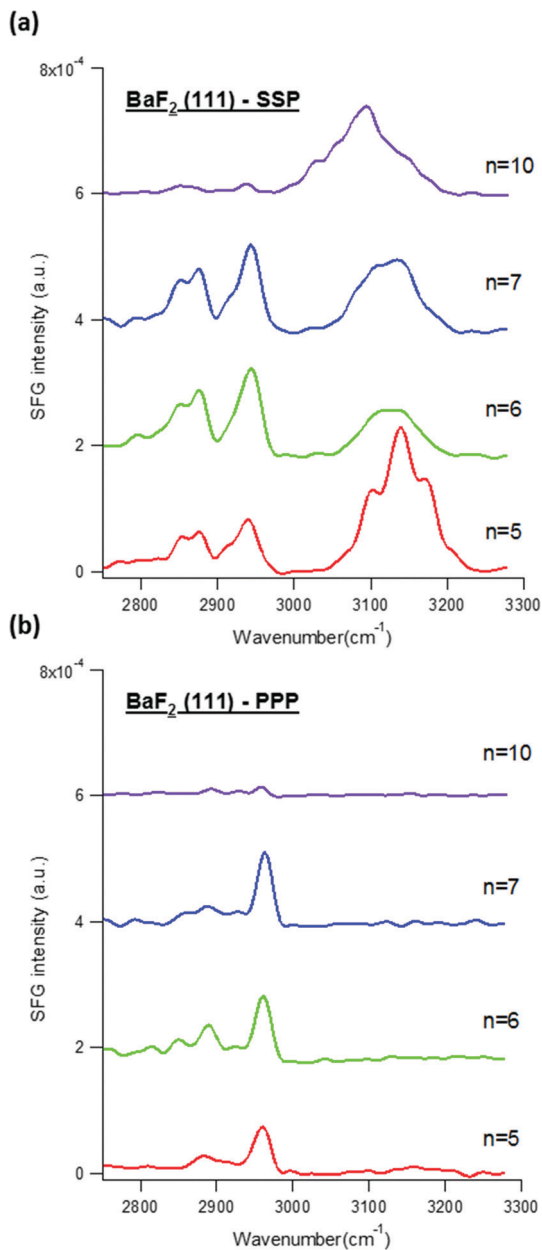 (a)
8x10⁻⁴
BaF₂ (111) - SSP
n=10
6
n=7
4
n=6
2
n=5
0
SFG intensity (a.u.)
2800 2900 3000 3100 3200 3300
Wavenumber(cm⁻¹)
(b)
8x10⁻⁴
BaF₂ (111) - PPP
n=10
6
n=7
4
n=6
2
n=5
0
SFG intensity (a.u.)
2800 2900 3000 3100 3200 3300
Wavenumber(cm⁻¹)